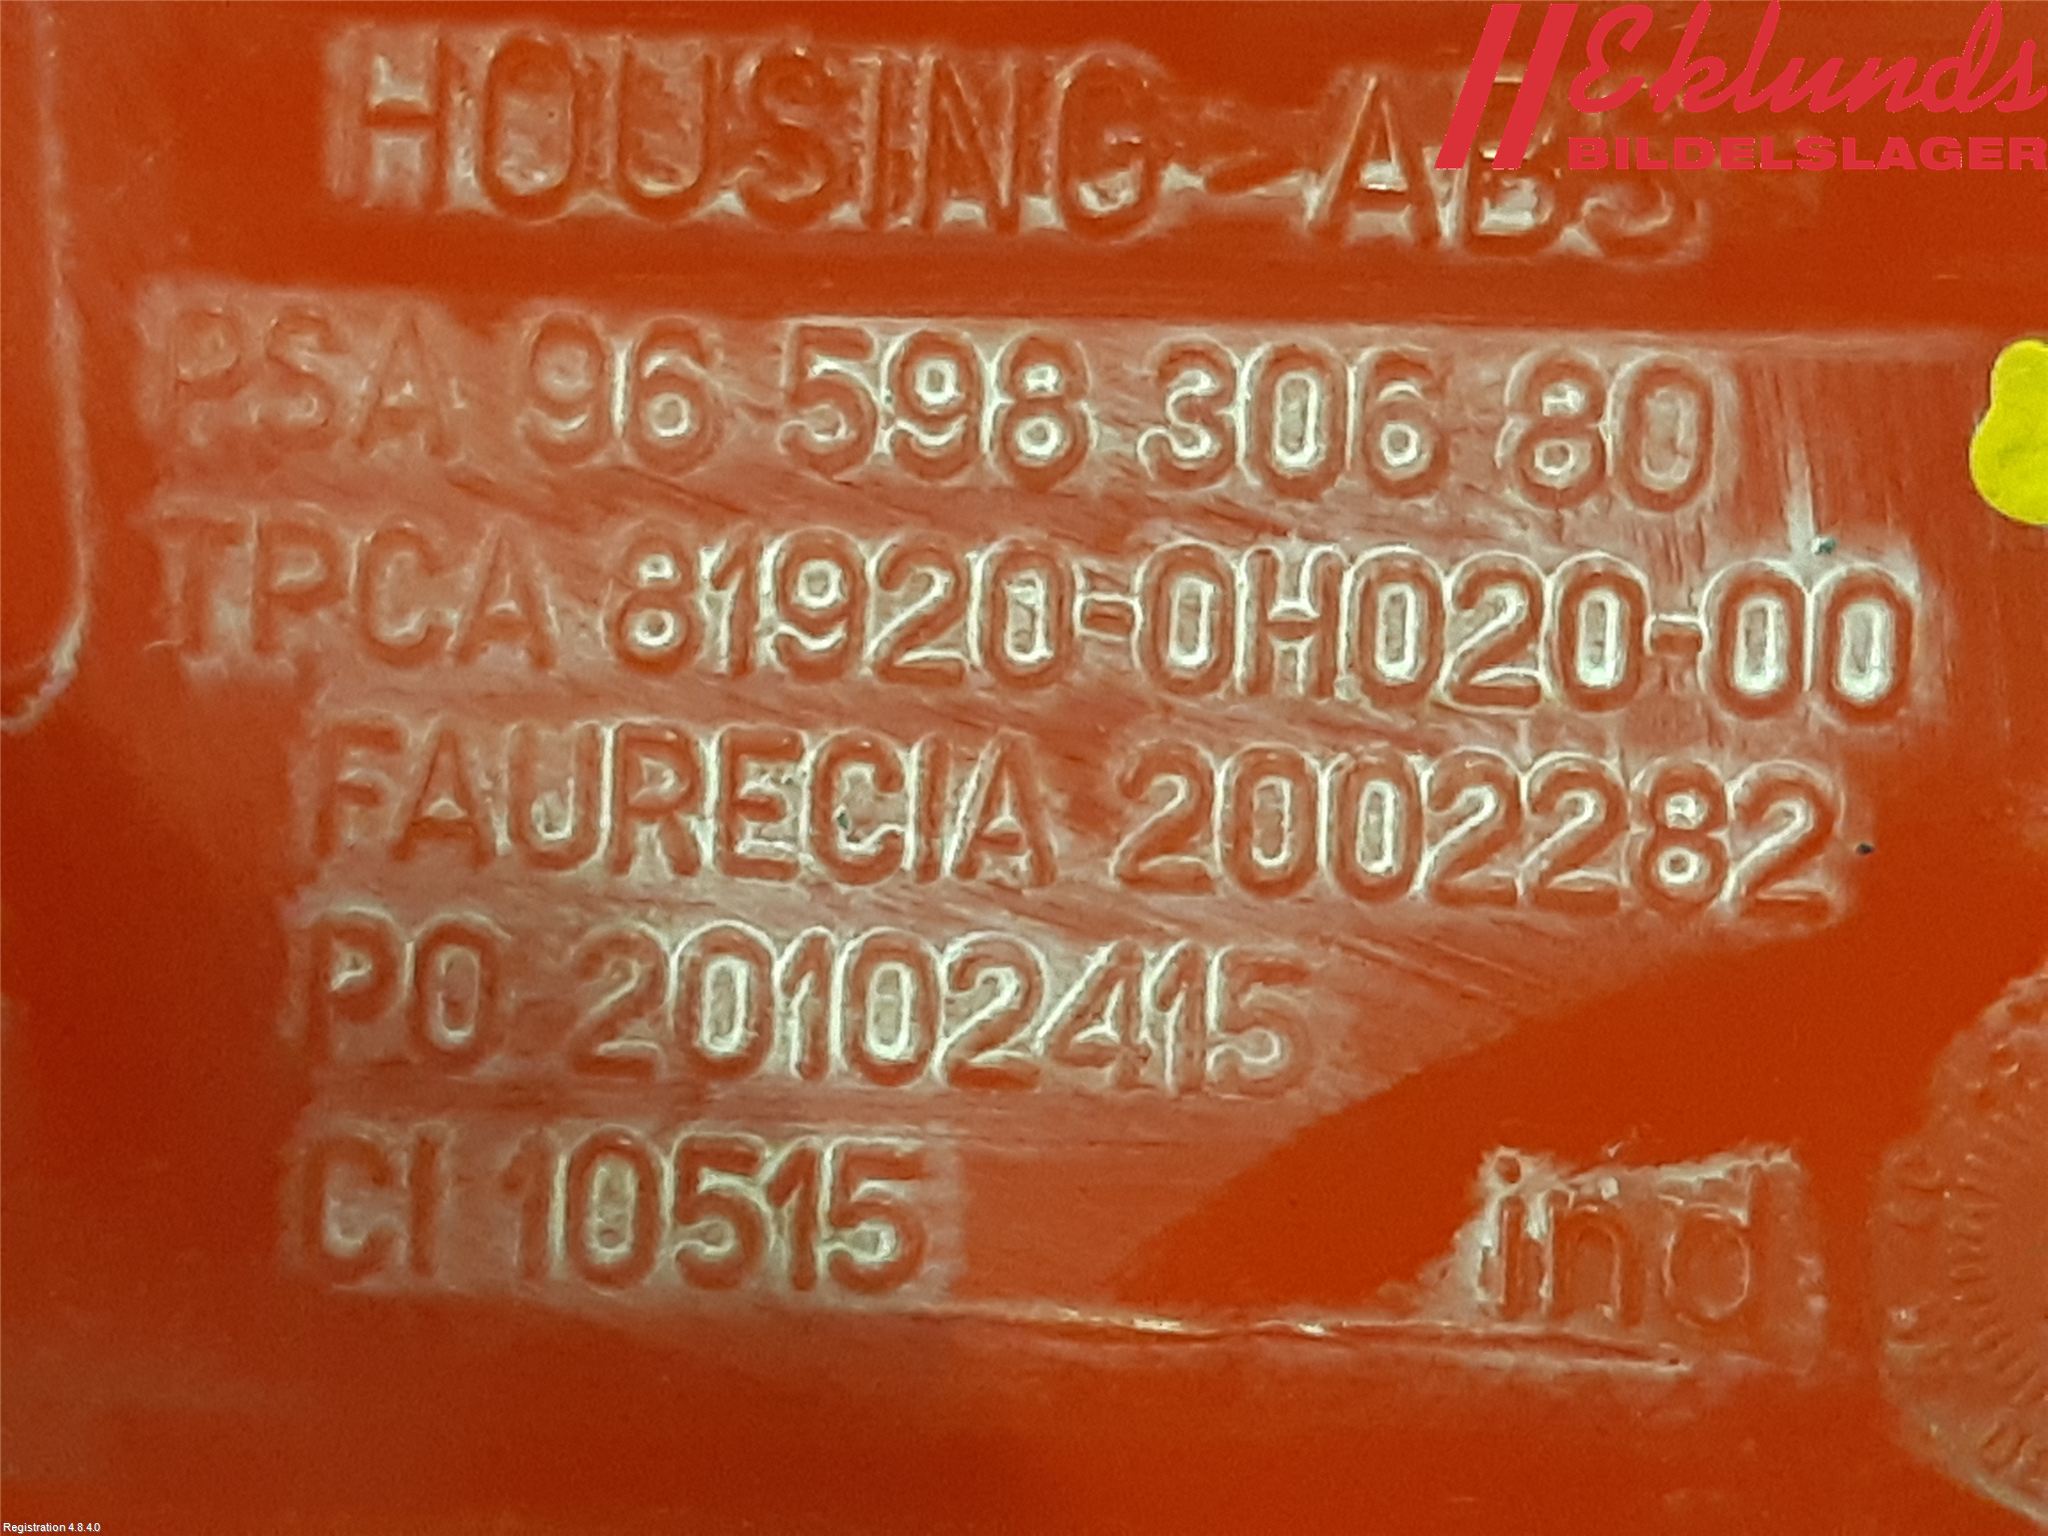 Eklunds
BILDELSLAGER
HOUSING-ABS
PSA 96 598 306 80
TPCA 81920-0H020-00
FAURECIA 2002282
PO 20102415
CI 10515
ind
Registration 4.8.4.0